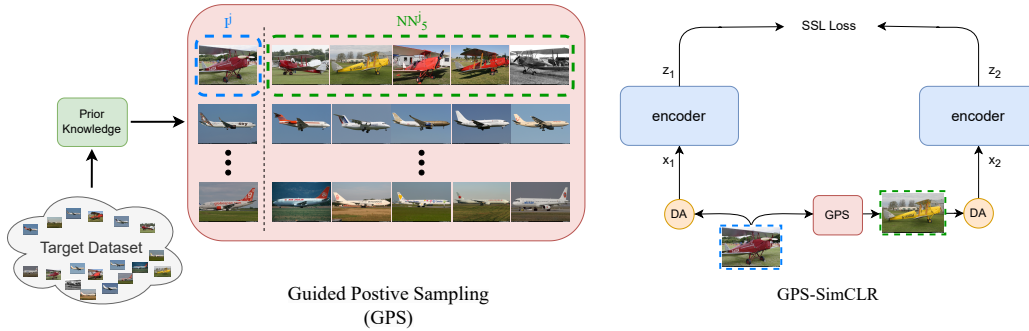 I^j
NN^j_5
Prior
Knowledge
Target Dataset
Guided Postive Sampling
(GPS)
SSL Loss
z_1
z_2
encoder
encoder
x_1
x_2
DA
GPS
DA
GPS-SimCLR